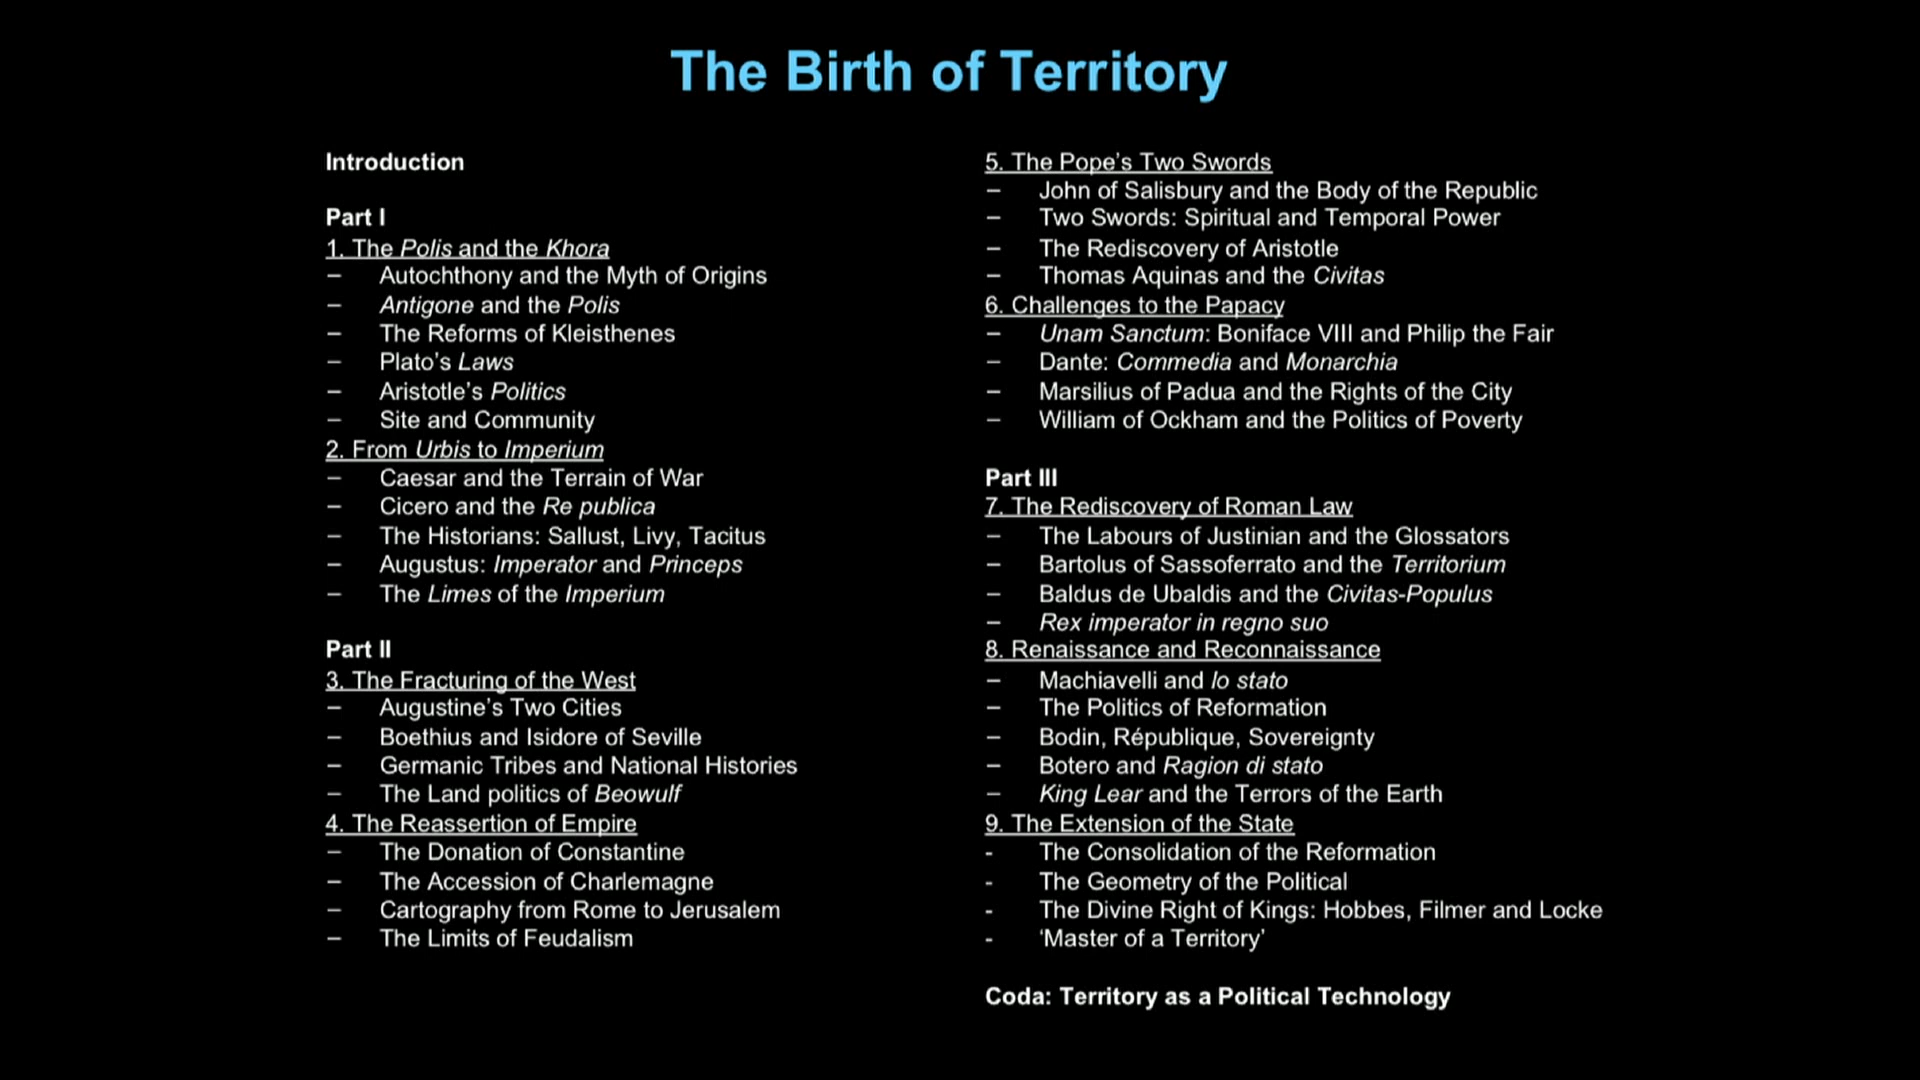 The Birth of Territory
Introduction
Part I
1. The Polis and the Khora
– Autochthony and the Myth of Origins
– Antigone and the Polis
– The Reforms of Kleisthenes
– Plato’s Laws
– Aristotle’s Politics
– Site and Community
2. From Urbis to Imperium
– Caesar and the Terrain of War
– Cicero and the Re publica
– The Historians: Sallust, Livy, Tacitus
– Augustus: Imperator and Princeps
– The Limes of the Imperium
Part II
3. The Fracturing of the West
– Augustine’s Two Cities
– Boethius and Isidore of Seville
– Germanic Tribes and National Histories
– The Land politics of Beowulf
4. The Reassertion of Empire
– The Donation of Constantine
– The Accession of Charlemagne
– Cartography from Rome to Jerusalem
– The Limits of Feudalism
5. The Pope’s Two Swords
– John of Salisbury and the Body of the Republic
– Two Swords: Spiritual and Temporal Power
– The Rediscovery of Aristotle
– Thomas Aquinas and the Civitas
6. Challenges to the Papacy
– Unam Sanctum: Boniface VIII and Philip the Fair
– Dante: Commedia and Monarchia
– Marsilius of Padua and the Rights of the City
– William of Ockham and the Politics of Poverty
Part III
7. The Rediscovery of Roman Law
– The Labours of Justinian and the Glossators
– Bartolus of Sassoferrato and the Territorium
– Baldus de Ubaldis and the Civitas-Populus
– Rex imperator in regno suo
8. Renaissance and Reconnaissance
– Machiavelli and lo stato
– The Politics of Reformation
– Bodin, République, Sovereignty
– Botero and Ragion di stato
– King Lear and the Terrors of the Earth
9. The Extension of the State
- The Consolidation of the Reformation
- The Geometry of the Political
- The Divine Right of Kings: Hobbes, Filmer and Locke
- ‘Master of a Territory’
Coda: Territory as a Political Technology